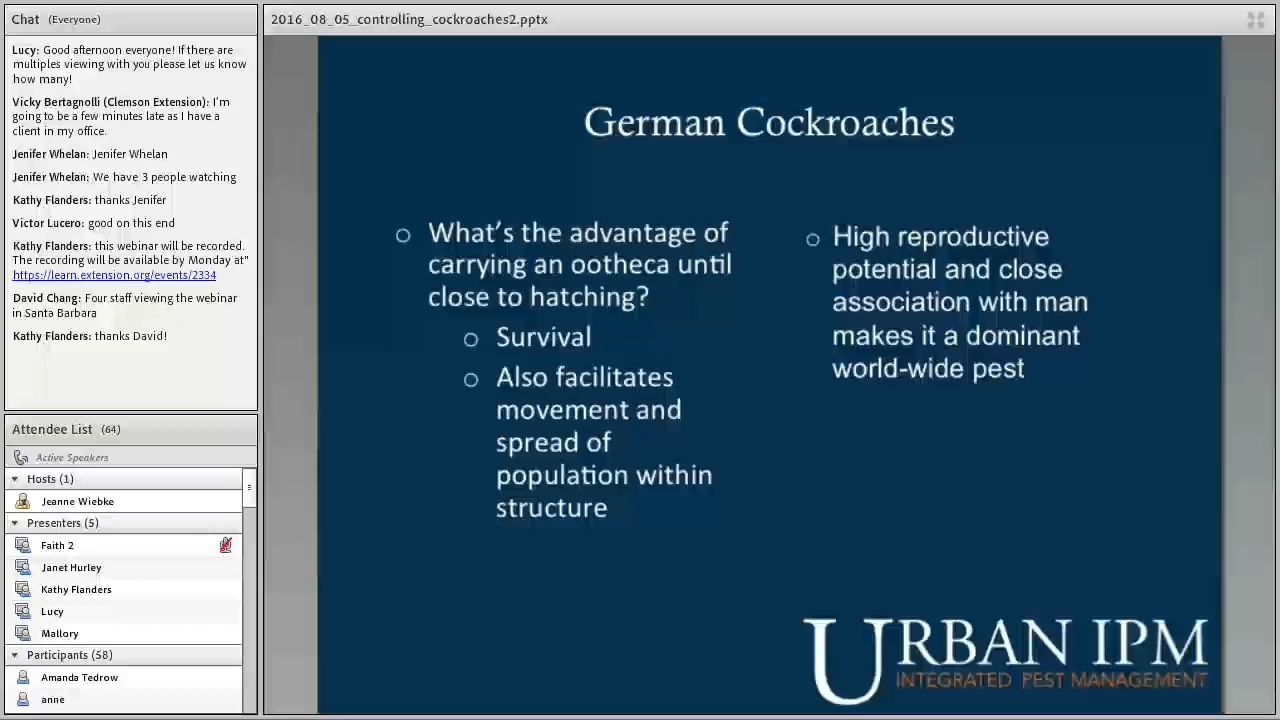 Chat (Everyone)
Lucy: Good afternoon everyone! If there are
multiples viewing with you please let us know
how many!
Vicky Bertagnolli (Clemson Extension): I'm
going to be a few minutes late as I have a
client in my office.
Jenifer Whelan: Jenifer Whelan
Jenifer Whelan: We have 3 people watching
Kathy Flanders: thanks Jenifer
Victor Lucero: good on this end
Kathy Flanders: this webinar will be recorded.
The recording will be available by Monday at"
https://learn.extension.org/events/2334
David Chang: Four staff viewing the webinar
in Santa Barbara
Kathy Flanders: thanks David!
Attendee List (64)
Active Speakers
Hosts (1)
Jeanne Wiebke
Presenters (5)
Faith 2
Janet Hurley
Kathy Flanders
Lucy
Mallory
Participants (58)
Amanda Tedrow
anne
2016_08_05_controlling_cockroaches2.pptx
German Cockroaches
What's the advantage of
carrying an ootheca until
close to hatching?
Survival
Also facilitates
movement and
spread of
population within
structure
High reproductive
potential and close
association with man
makes it a dominant
world-wide pest
URBAN IPM
INTEGRATED PEST MANAGEMENT